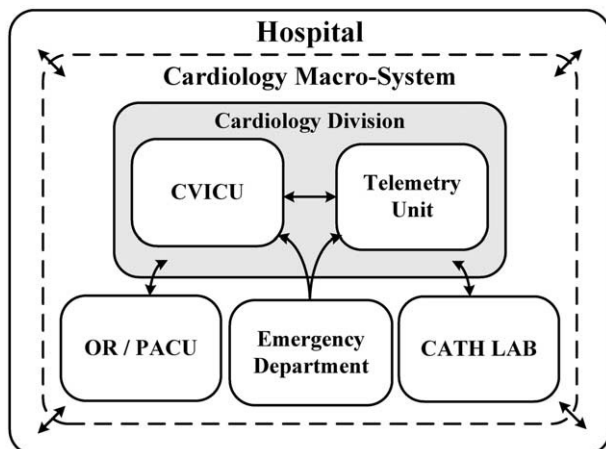 Hospital
Cardiology Macro-System
Cardiology Division
CVICU
Telemetry
Unit
OR / PACU
Emergency
Department
CATH LAB